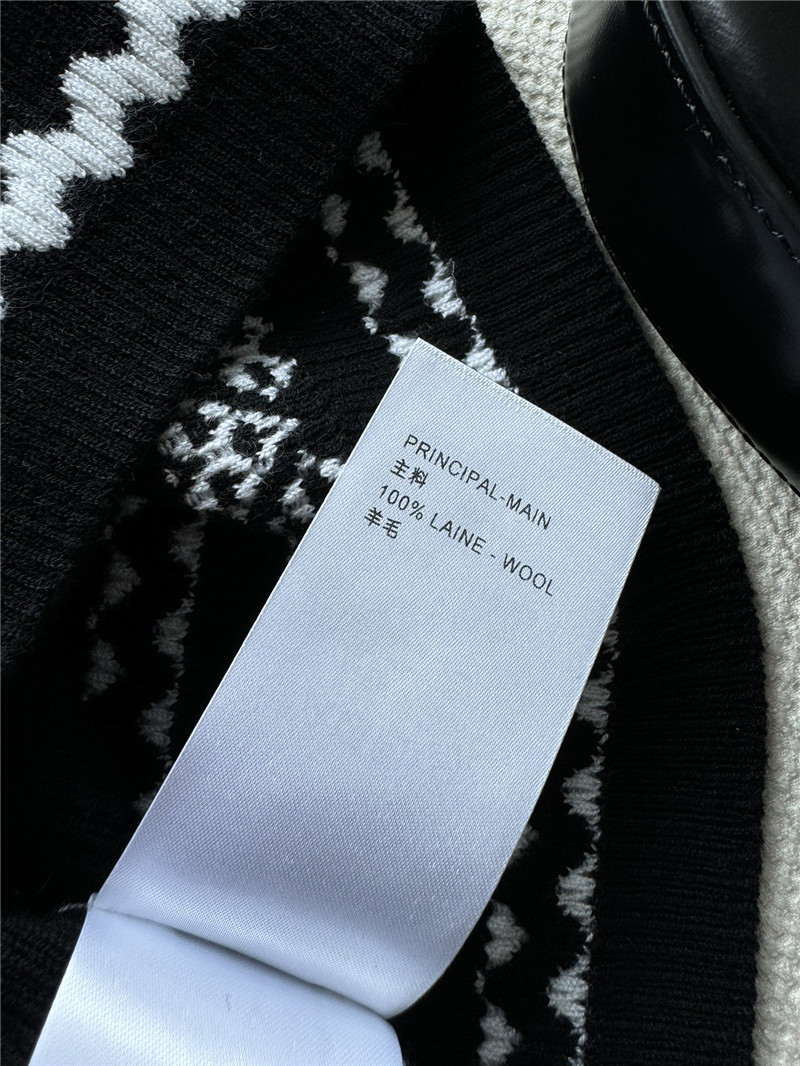 PRINCIPAL-MAIN
主料
100% LAINE - WOOL
羊毛